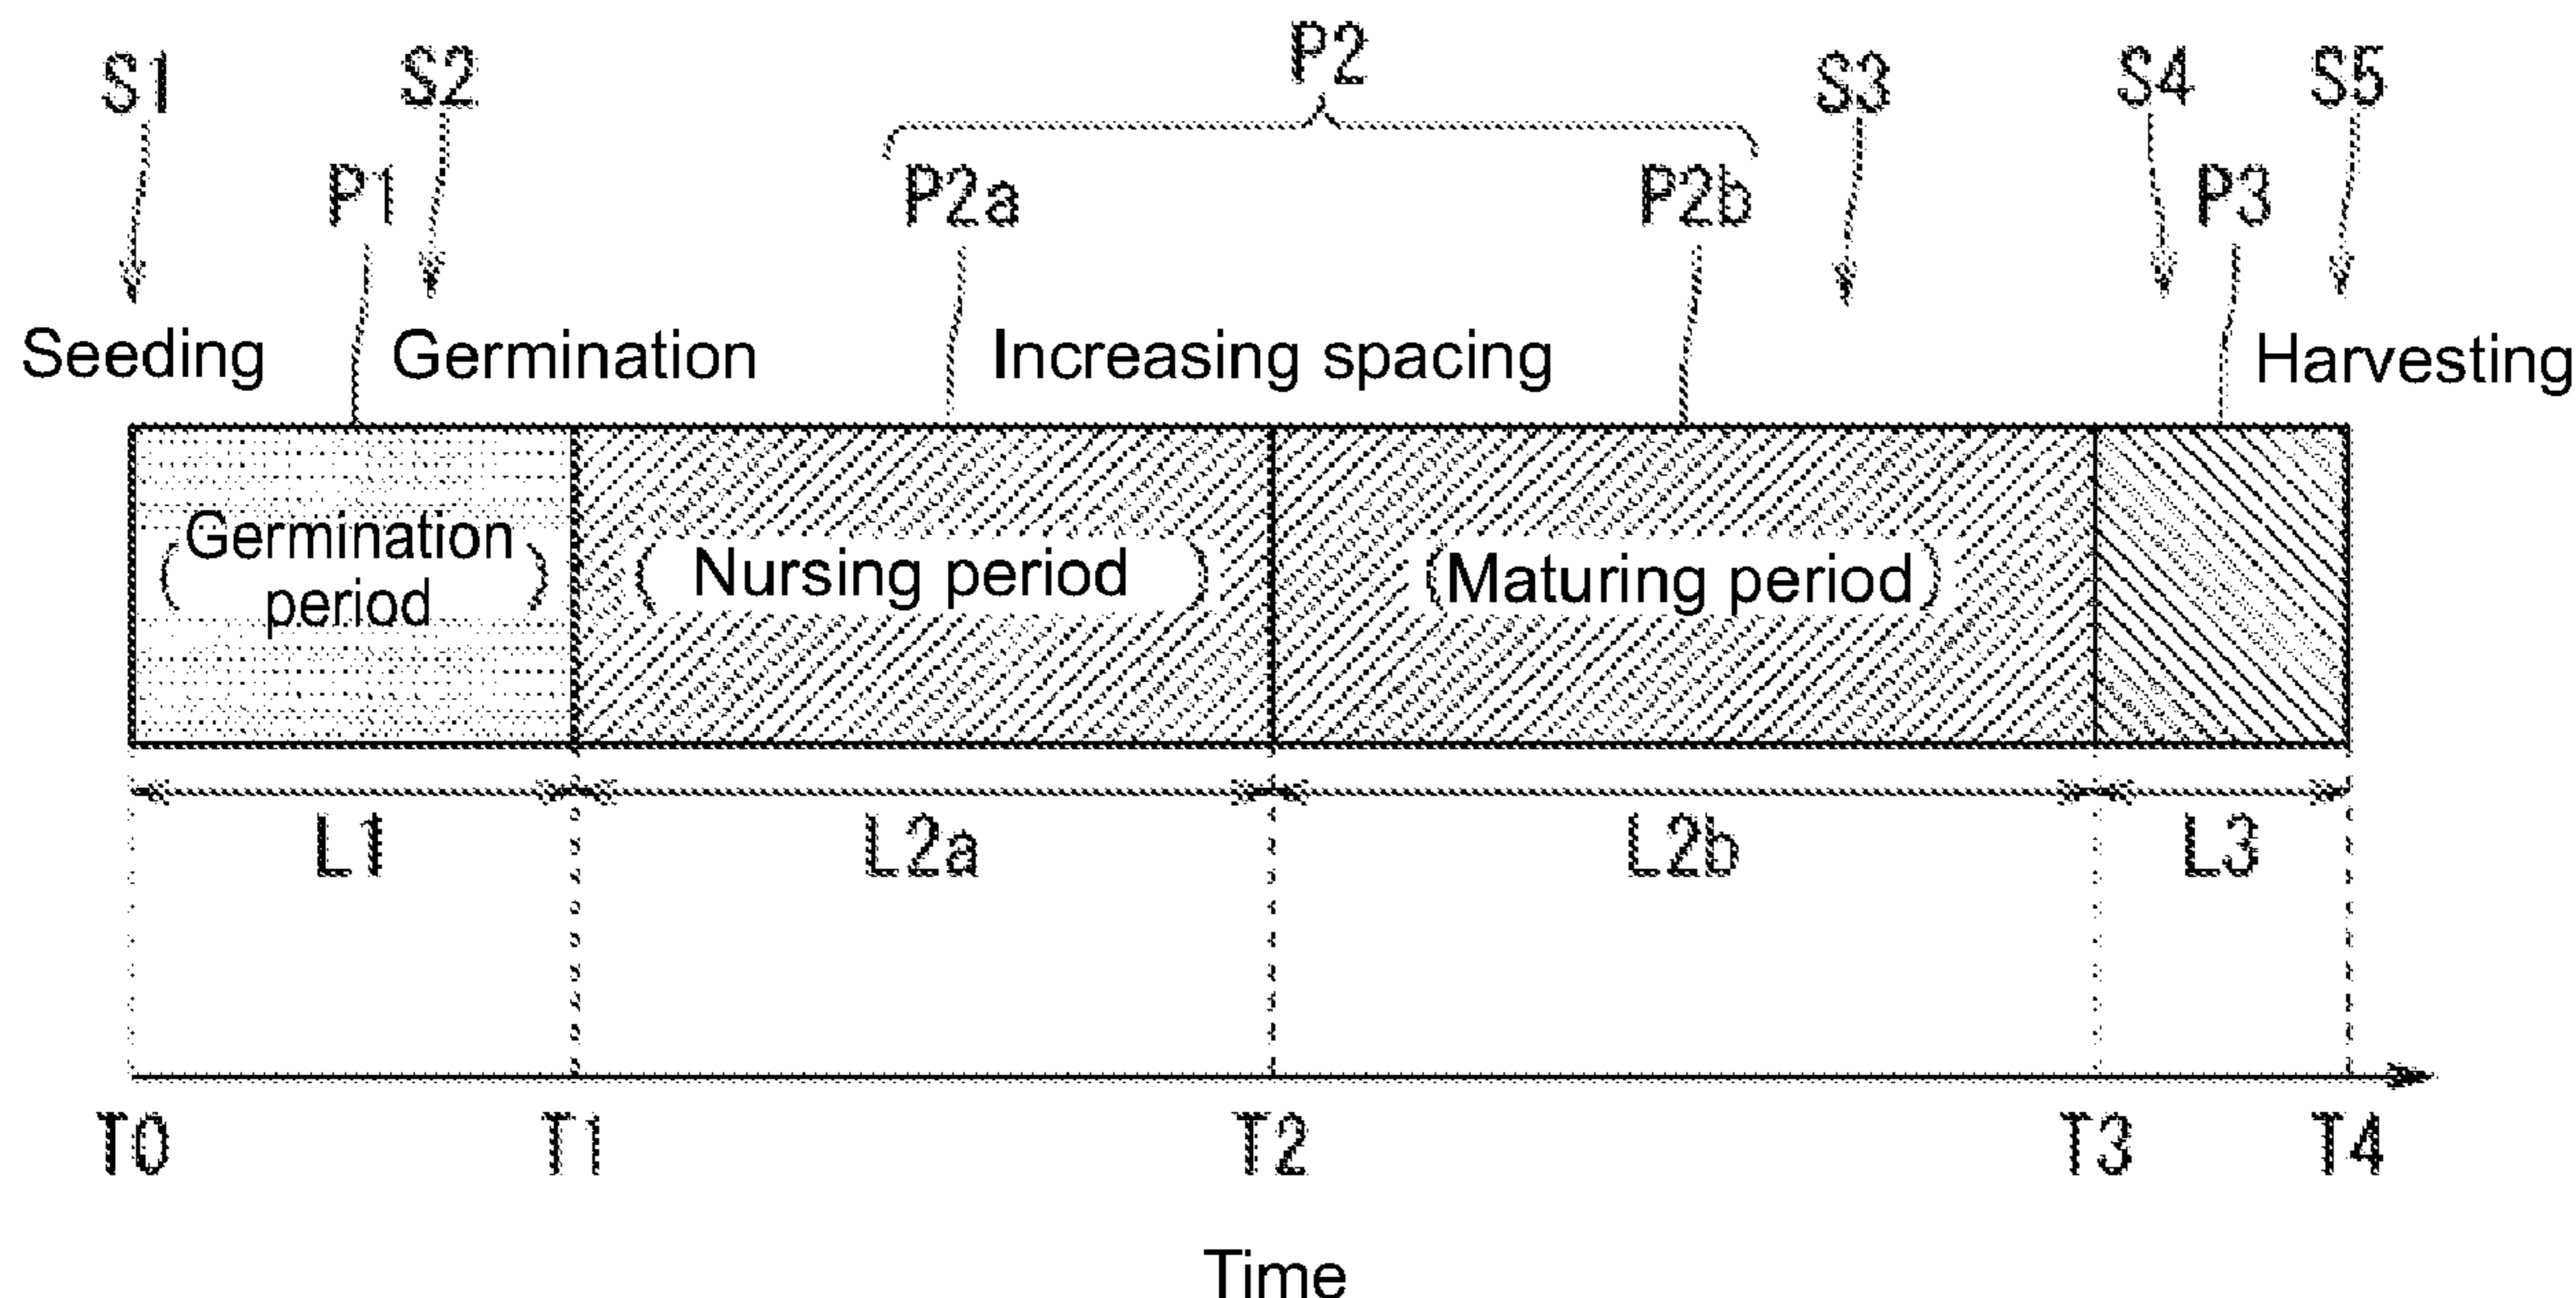 S1 S2 P2 S3 S4 S5
P1 P2a P2b P3
Seeding Germination Increasing spacing Harvesting
(Germination period) (Nursing period) (Maturing period)
L1 L2a L2b L3
T0 T1 T2 T3 T4
Time